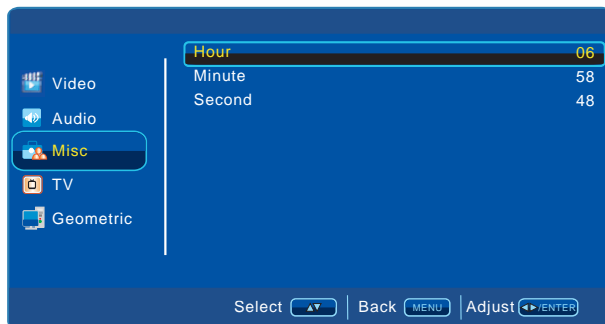 Hour 06
Video Minute 58
Second 48
Audio
Misc
TV
Geometric
Select ▲▼ Back MENU Adjust ◄►/ENTER